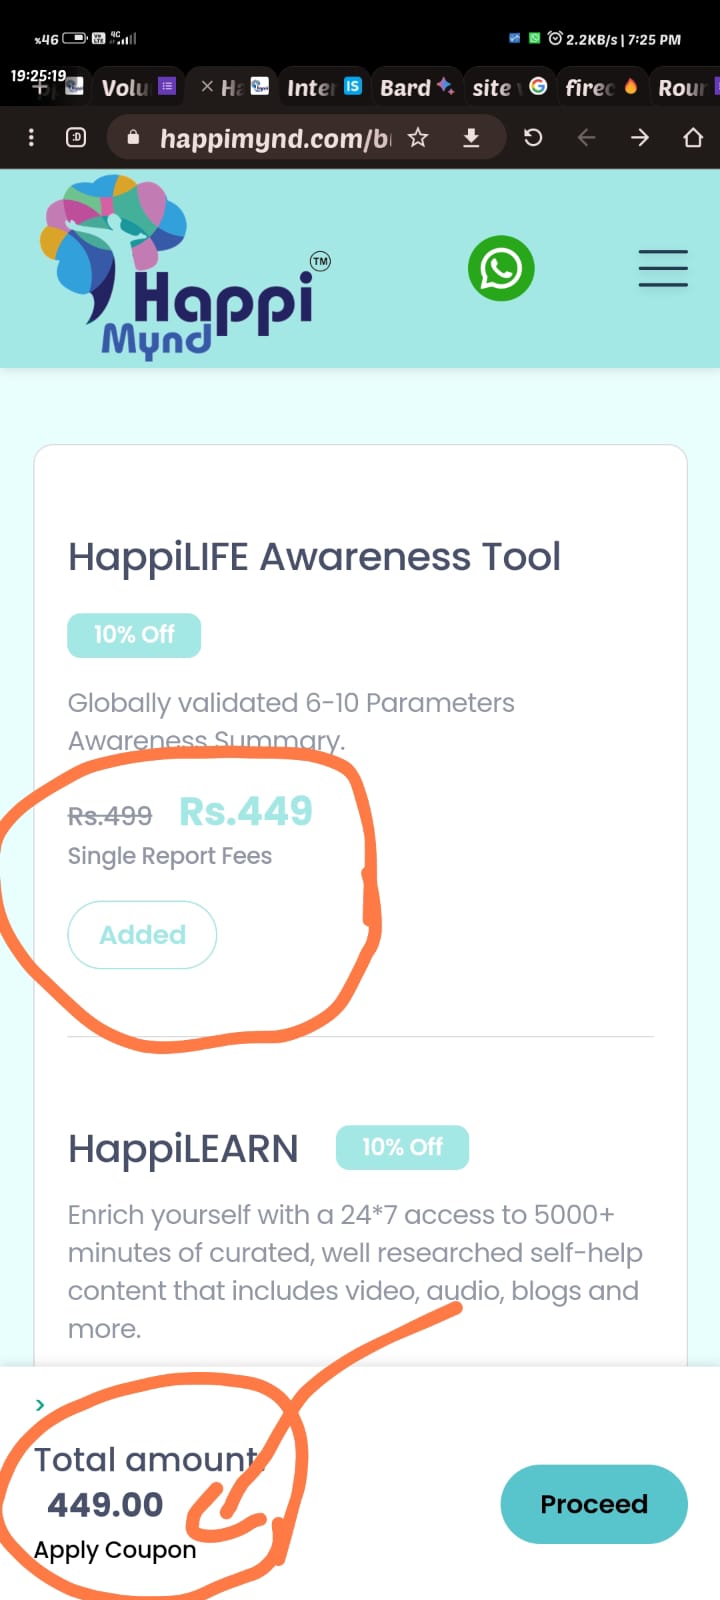 %46 4G 2.2KB/s | 7:25 PM
19:25:19
Volu Ha Inter IS Bard site G firec Rour
:D happimynd.com/b
Happi TM
Mynd
HappiLIFE Awareness Tool
10% Off
Globally validated 6-10 Parameters
Awareness Summary.
Rs.499 Rs.449
Single Report Fees
Added
HappiLEARN 10% Off
Enrich yourself with a 24*7 access to 5000+
minutes of curated, well researched self-help
content that includes video, audio, blogs and
more.
Total amount
449.00
Apply Coupon
Proceed